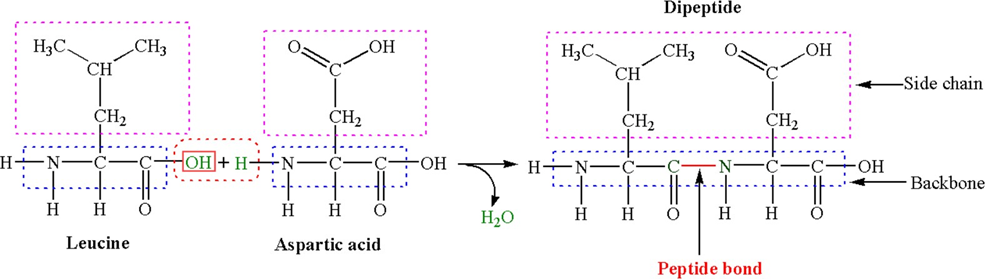 Dipeptide
H₃C CH₃ O OH H₃C CH₃ O OH
CH C CH C
Side chain
CH₂ CH₂ CH₂ CH₂
H N C C OH + H N C C OH H N C C N C C OH
Backbone
H H O H H O H H O H H O
H₂O
Leucine Aspartic acid
Peptide bond